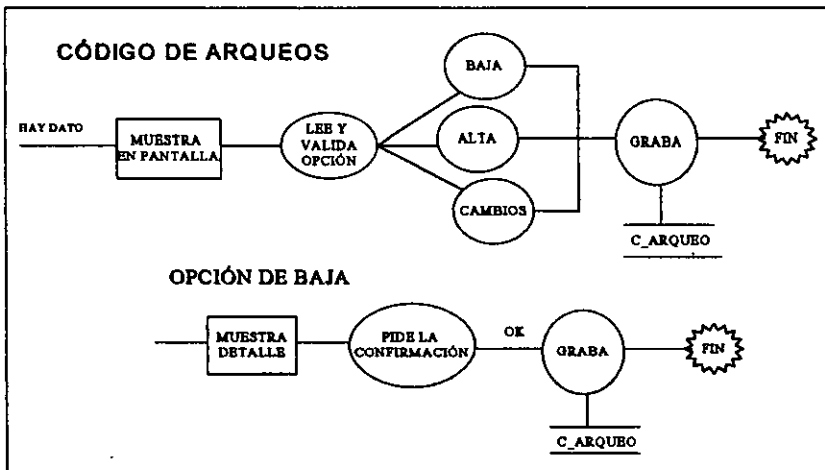 CÓDIGO DE ARQUEOS
BAJA
HAY DATO
MUESTRA
EN PANTALLA
LEE Y
VALIDA
OPCIÓN
ALTA
GRABA
FIN
CAMBIOS
C_ARQUEO
OPCIÓN DE BAJA
MUESTRA
DETALLE
PIDE LA
CONFIRMACIÓN
OK
GRABA
FIN
C_ARQUEO